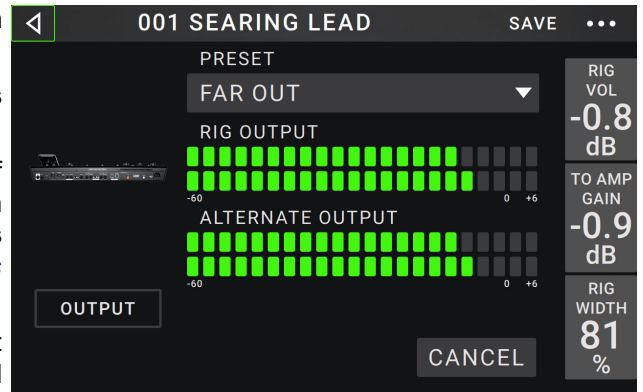 001 SEARING LEAD
SAVE
PRESET
FAR OUT
RIG OUTPUT
-60 0 +6
ALTERNATE OUTPUT
-60 0 +6
OUTPUT
CANCEL
RIG
VOL
-0.8
dB
TO AMP
GAIN
-0.9
dB
RIG
WIDTH
81
%